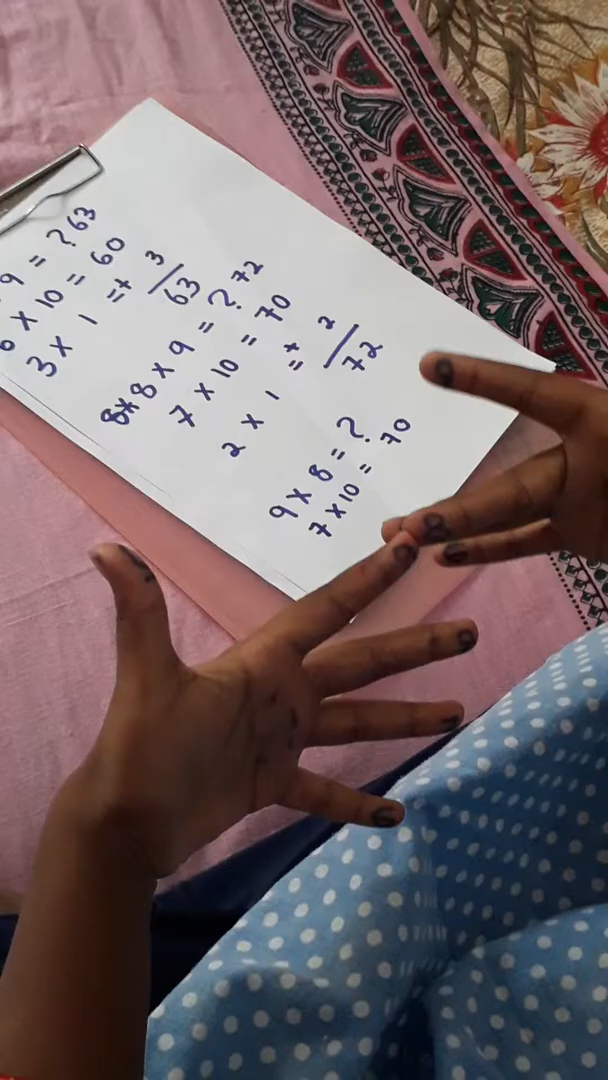 9 = ? 63
6 × 10 = 60
3 × 1 = + 3
63
8× 8 × 9 = ? 72
7 × 10 = 70
2 × 1 = + 2
72
9 × 8 = ?
7 × 10 = 70